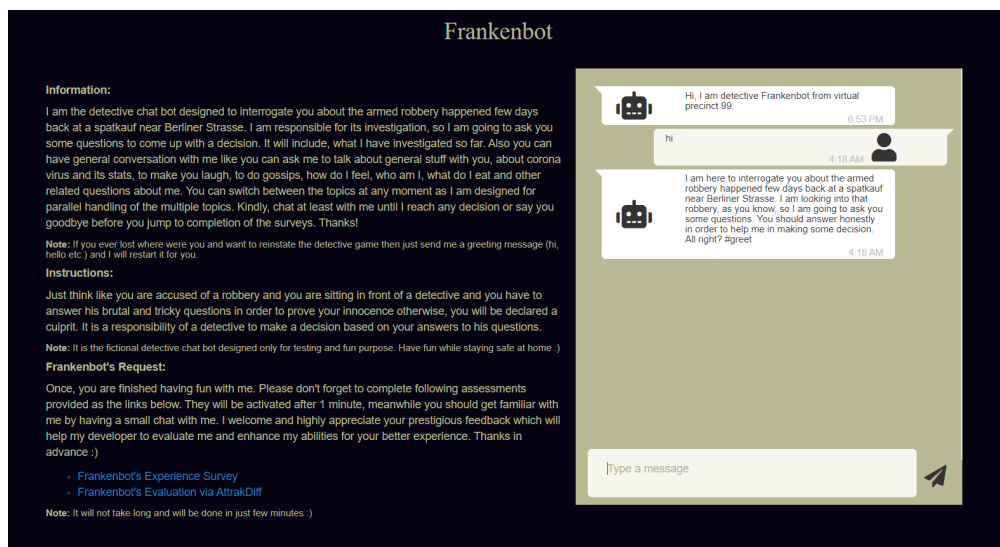 Frankenbot
Information:
I am the detective chat bot designed to interrogate you about the armed robbery happened few days
back at a spatkauf near Berliner Strasse. I am responsible for its investigation, so I am going to ask you
some questions to come up with a decision. It will include, what I have investigated so far. Also you can
have general conversation with me like you can ask me to talk about general stuff with you, about corona
virus and its stats, to make you laugh, to do gossips, how do I feel, who am I, what do I eat and other
related questions about me. You can switch between the topics at any moment as I am designed for
parallel handling of the multiple topics. Kindly, chat at least with me until I reach any decision or say you
goodbye before you jump to completion of the surveys. Thanks!
Note: If you ever lost where were you and want to reinstate the detective game then just send me a greeting message (hi,
hello etc.) and I will restart it for you.
Instructions:
Just think like you are accused of a robbery and you are sitting in front of a detective and you have to
answer his brutal and tricky questions in order to prove your innocence otherwise, you will be declared a
culprit. It is a responsibility of a detective to make a decision based on your answers to his questions.
Note: It is the fictional detective chat bot designed only for testing and fun purpose. Have fun while staying safe at home :)
Frankenbot's Request:
Once, you are finished having fun with me. Please don't forget to complete following assessments
provided as the links below. They will be activated after 1 minute, meanwhile you should get familiar with
me by having a small chat with me. I welcome and highly appreciate your prestigious feedback which will
help my developer to evaluate me and enhance my abilities for your better experience. Thanks in
advance :)
Frankenbot's Experience Survey
Frankenbot's Evaluation via AttrakDiff
Note: It will not take long and will be done in just few minutes :)
Hi, I am detective Frankenbot from virtual
precinct 99.
6:53 PM
hi
4:18 AM
I am here to interrogate you about the armed
robbery happened few days back at a spatkauf
near Berliner Strasse. I am looking into that
robbery, as you know, so I am going to ask you
some questions. You should answer honestly
in order to help me in making some decision.
All right? #greet
4:18 AM
Type a message